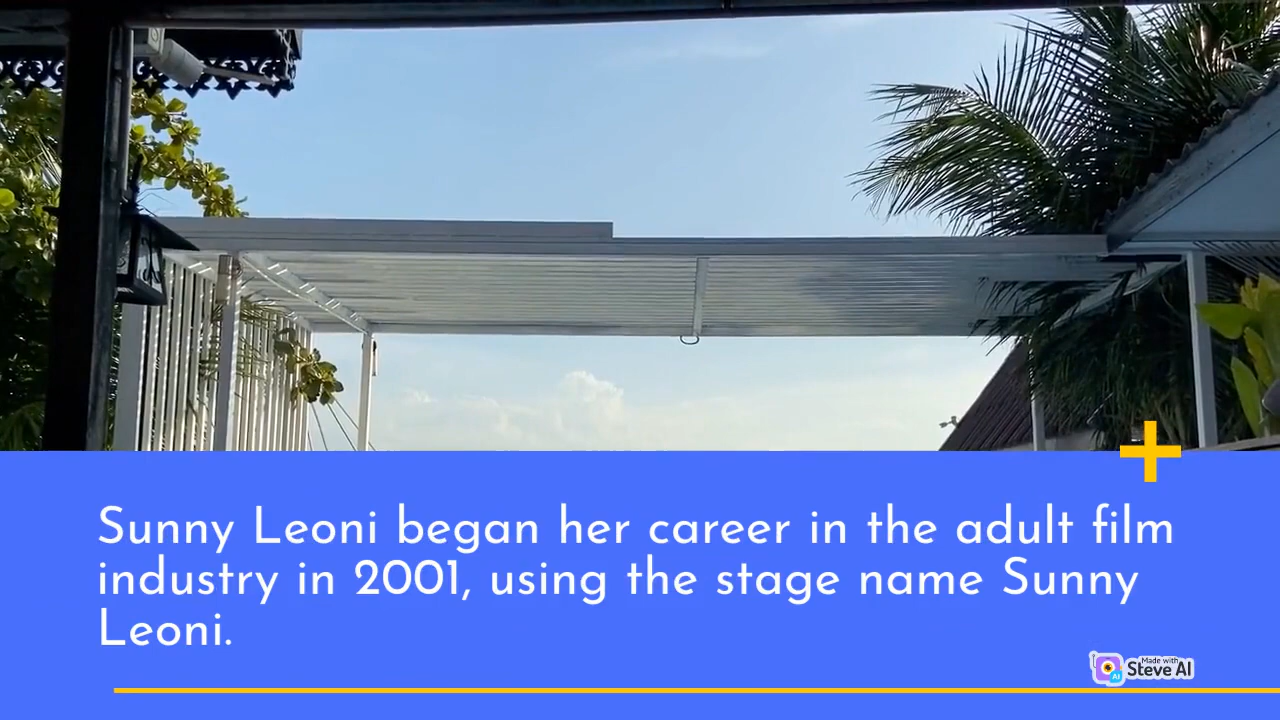 Sunny Leoni began her career in the adult film
industry in 2001, using the stage name Sunny
Leoni.
Made with
Steve AI
AI